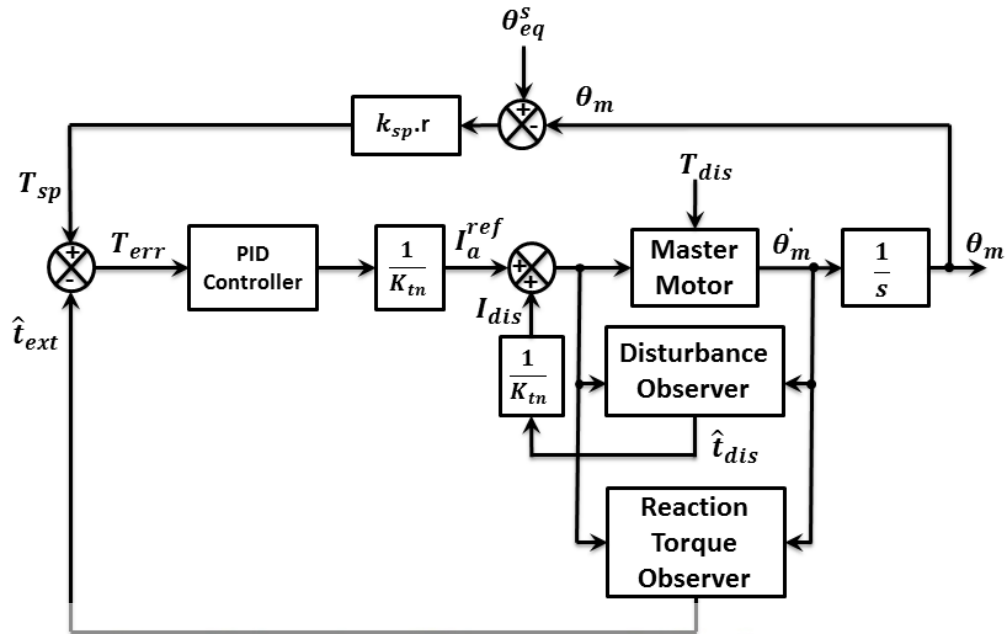 θ_eq^s
+
-
θ_m
k_sp.r
T_sp
T_dis
+
-
T_err
PID
Controller
1/K_tn
I_a^ref
+
+
Master
Motor
θ̇_m
1/s
θ_m
I_dis
t̂_ext
1/K_tn
Disturbance
Observer
t̂_dis
Reaction
Torque
Observer